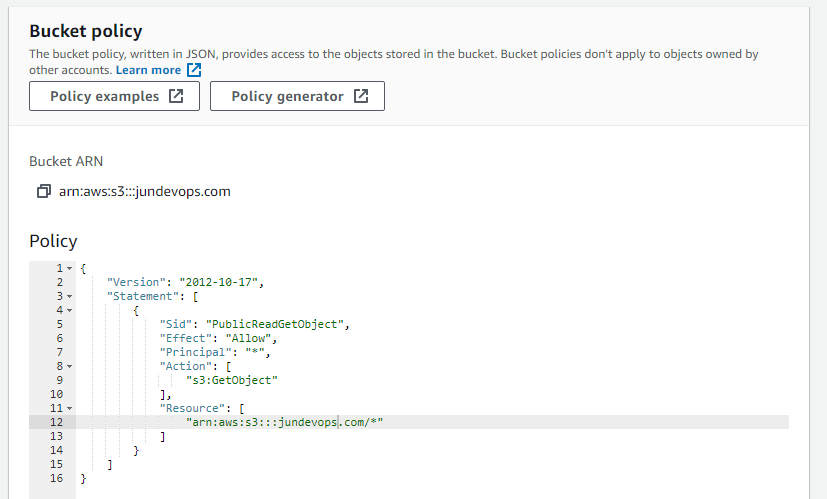 Bucket policy
The bucket policy, written in JSON, provides access to the objects stored in the bucket. Bucket policies don't apply to objects owned by
other accounts. Learn more
Policy examples Policy generator
Bucket ARN
arn:aws:s3:::jundevops.com
Policy
1 {
2 "Version": "2012-10-17",
3 "Statement": [
4 {
5 "Sid": "PublicReadGetObject",
6 "Effect": "Allow",
7 "Principal": "*",
8 "Action": [
9 "s3:GetObject"
10 ],
11 "Resource": [
12 "arn:aws:s3:::jundevops.com/*"
13 ]
14 }
15 ]
16 }